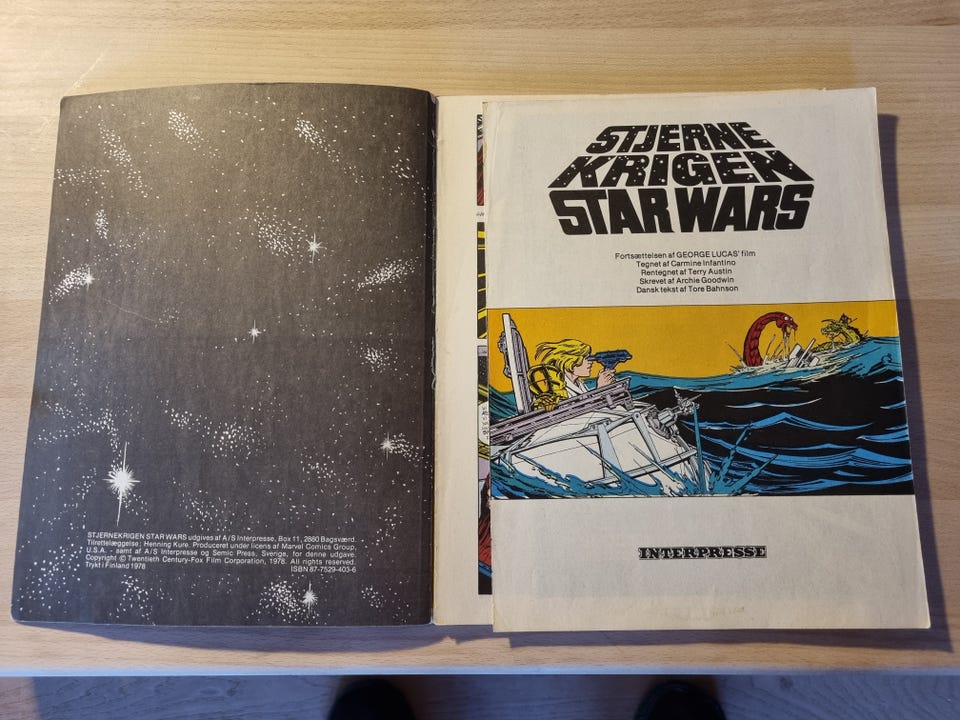 STJERNEKRIGEN STAR WARS udgives af A/S Interpresse, Box 11, 2880 Bagsværd.
Tilrettelæggelse: Henning Kure. Produceret under licens af Marvel Comics Group,
U.S.A. - samt af A/S Interpresse og Semic Press, Sverige, for denne udgave.
Copyright © Twentieth Century-Fox Film Corporation, 1978. All rights reserved.
Trykt i Finland 1978 ISBN 87-7529-403-6
STJERNE
KRIGEN
STAR WARS
Fortsættelsen af GEORGE LUCAS' film
Tegnet af Carmine Infantino
Rentegnet af Terry Austin
Skrevet af Archie Goodwin
Dansk tekst af Tore Bahnson
INTERPRESSE